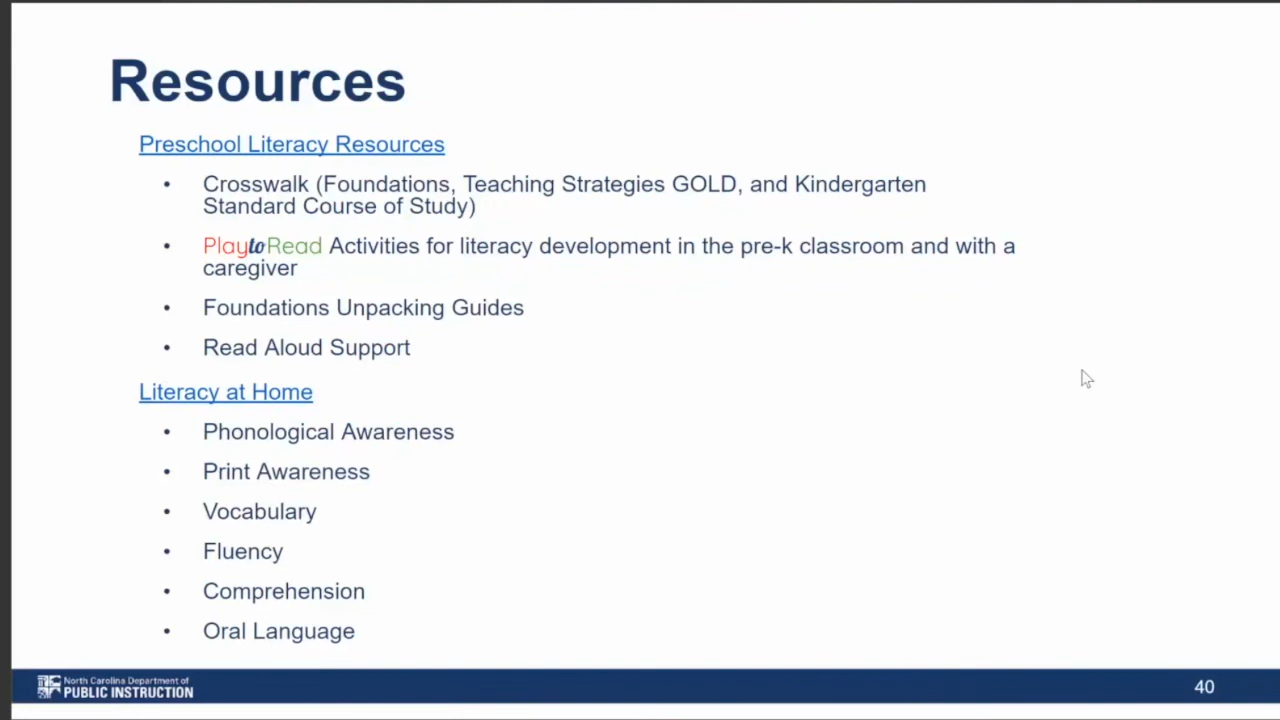 Resources
Preschool Literacy Resources
• Crosswalk (Foundations, Teaching Strategies GOLD, and Kindergarten
Standard Course of Study)
• PlaytoRead Activities for literacy development in the pre-k classroom and with a
caregiver
• Foundations Unpacking Guides
• Read Aloud Support
Literacy at Home
• Phonological Awareness
• Print Awareness
• Vocabulary
• Fluency
• Comprehension
• Oral Language
North Carolina Department of
PUBLIC INSTRUCTION
40